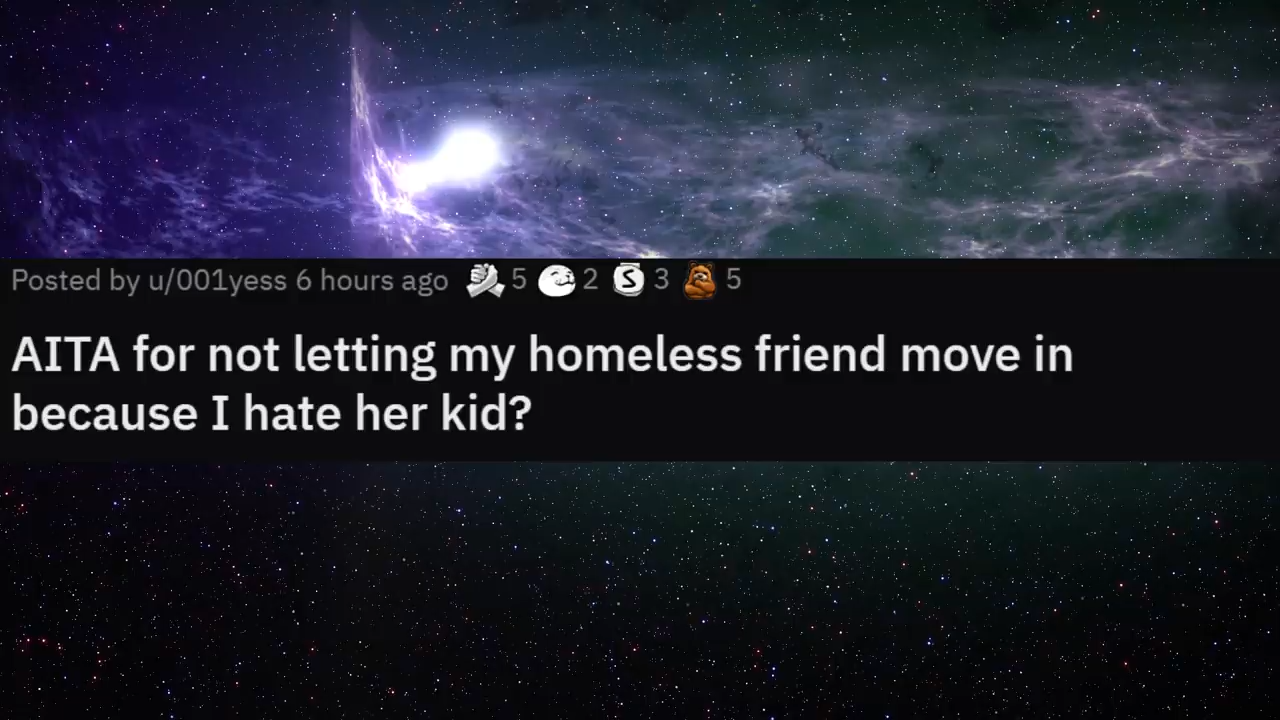 Posted by u/001yess 6 hours ago 5 2 S 3 5
AITA for not letting my homeless friend move in
because I hate her kid?